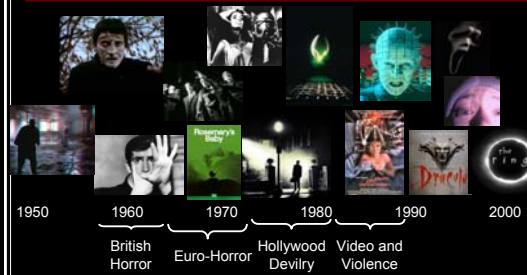 Rosemary's
Baby
Dracula
the
ring
1950 1960 1970 1980 1990 2000
British
Horror
Euro-Horror
Hollywood
Devilry
Video and
Violence